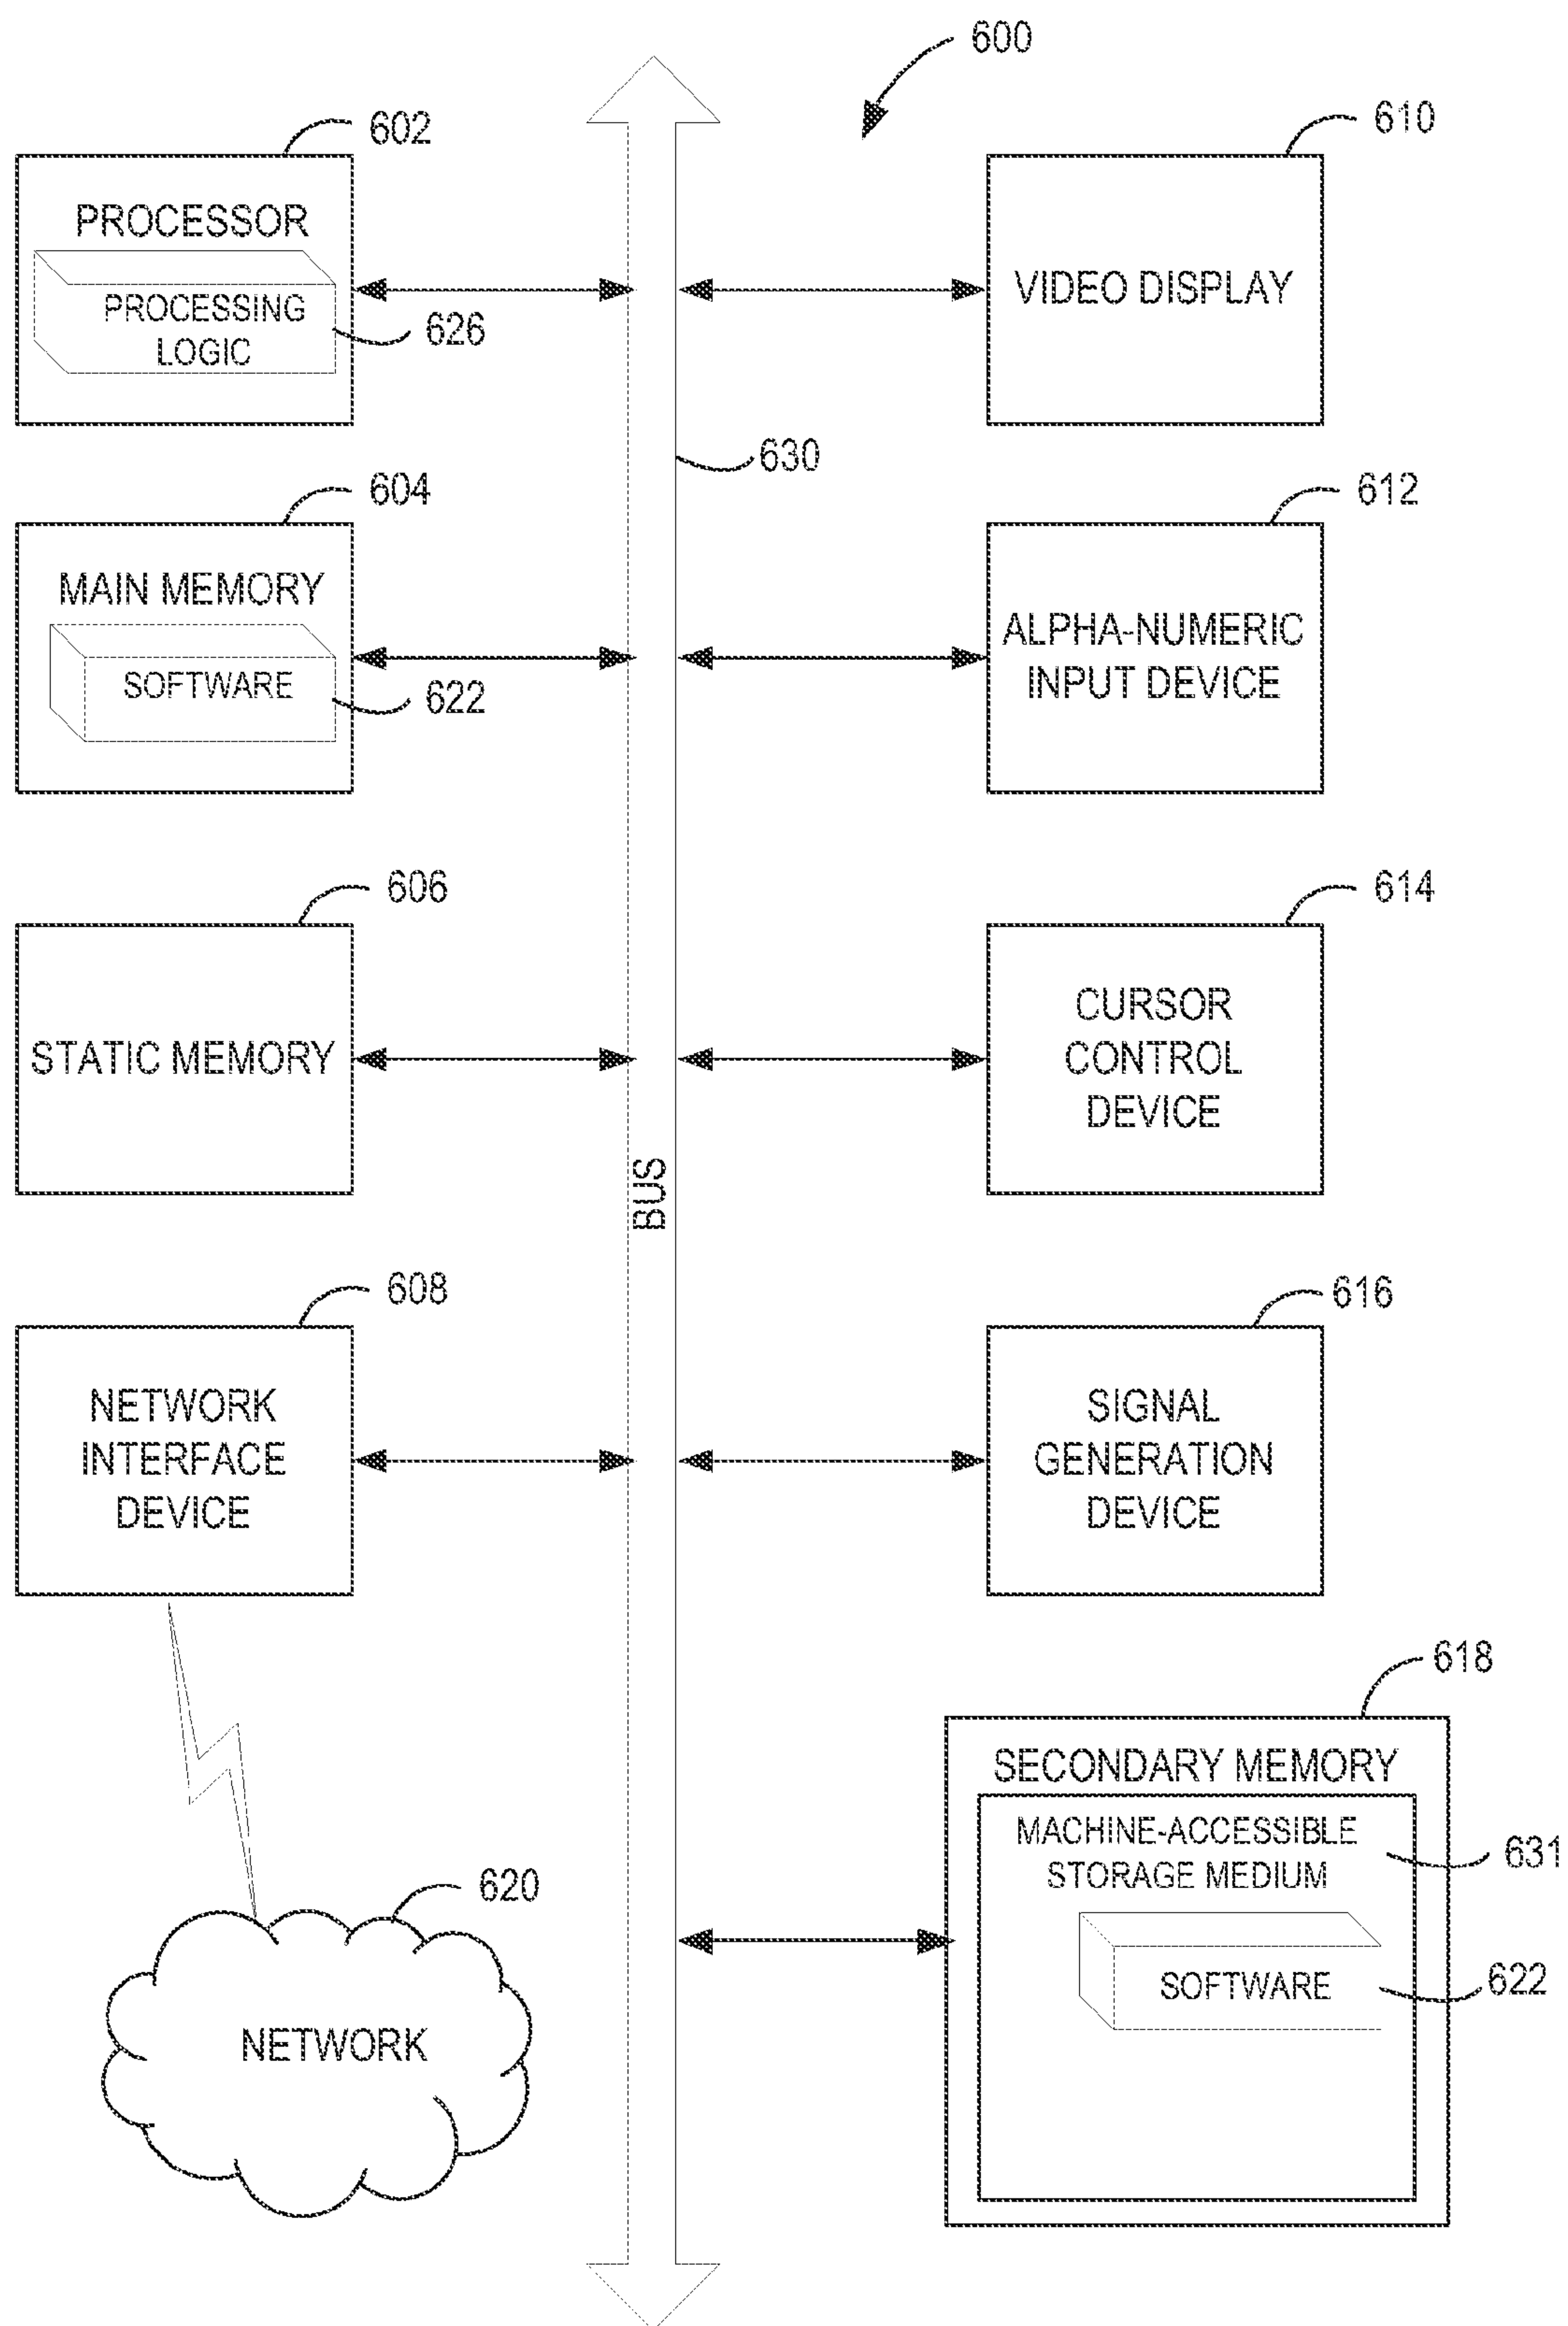 600
602
PROCESSOR
PROCESSING
LOGIC
626
610
VIDEO DISPLAY
630
604
MAIN MEMORY
SOFTWARE
622
612
ALPHA-NUMERIC
INPUT DEVICE
606
STATIC MEMORY
614
CURSOR
CONTROL
DEVICE
BUS
608
NETWORK
INTERFACE
DEVICE
616
SIGNAL
GENERATION
DEVICE
618
SECONDARY MEMORY
MACHINE-ACCESSIBLE
STORAGE MEDIUM
631
SOFTWARE
622
620
NETWORK